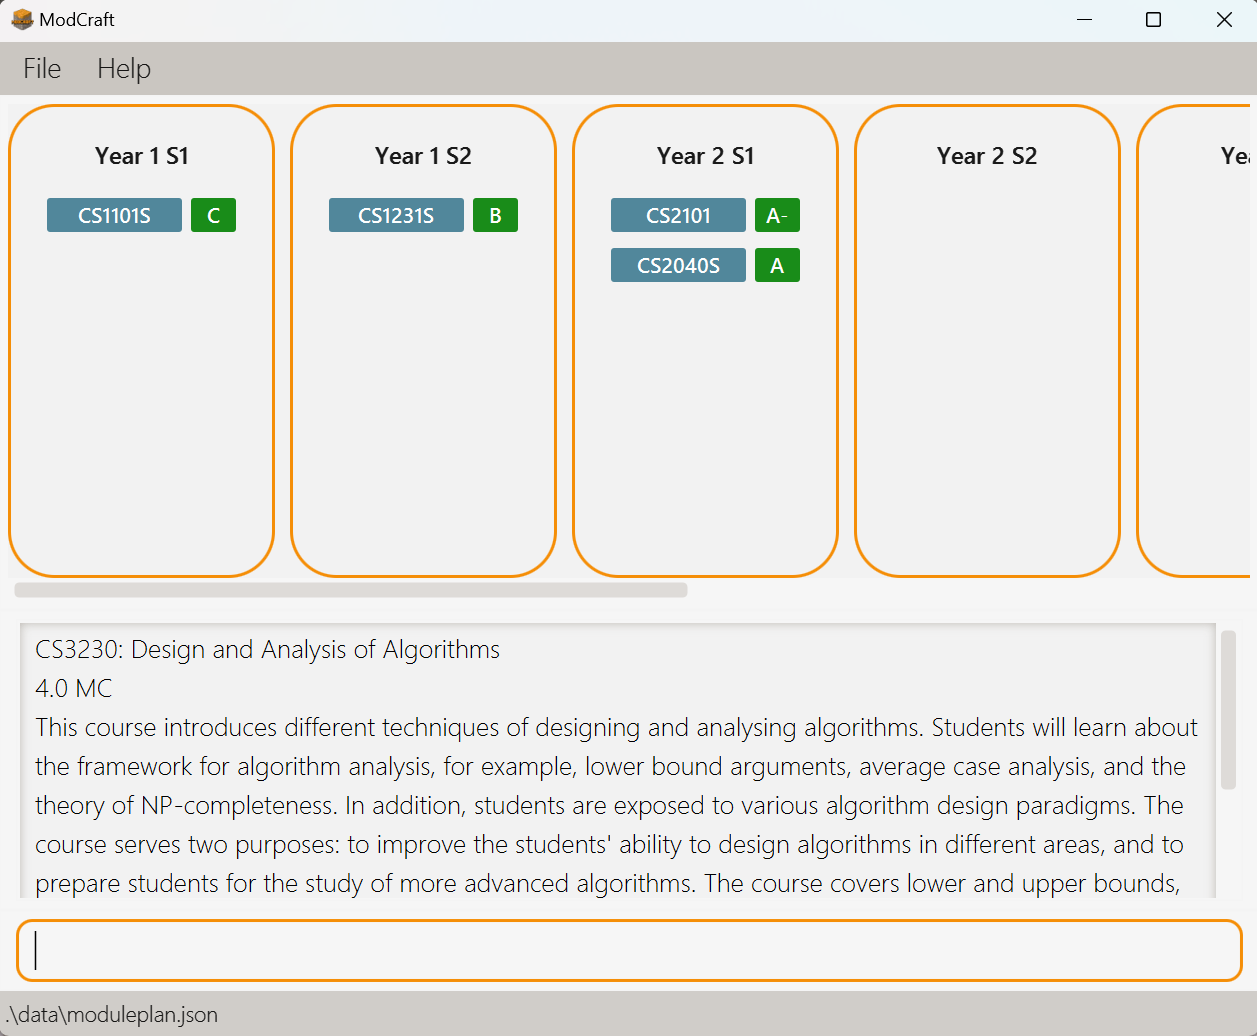 ModCraft
File Help
Year 1 S1
CS1101S C
Year 1 S2
CS1231S B
Year 2 S1
CS2101 A-
CS2040S A
Year 2 S2
CS3230: Design and Analysis of Algorithms
4.0 MC
This course introduces different techniques of designing and analysing algorithms. Students will learn about
the framework for algorithm analysis, for example, lower bound arguments, average case analysis, and the
theory of NP-completeness. In addition, students are exposed to various algorithm design paradigms. The
course serves two purposes: to improve the students' ability to design algorithms in different areas, and to
prepare students for the study of more advanced algorithms. The course covers lower and upper bounds,
.\data\moduleplan.json